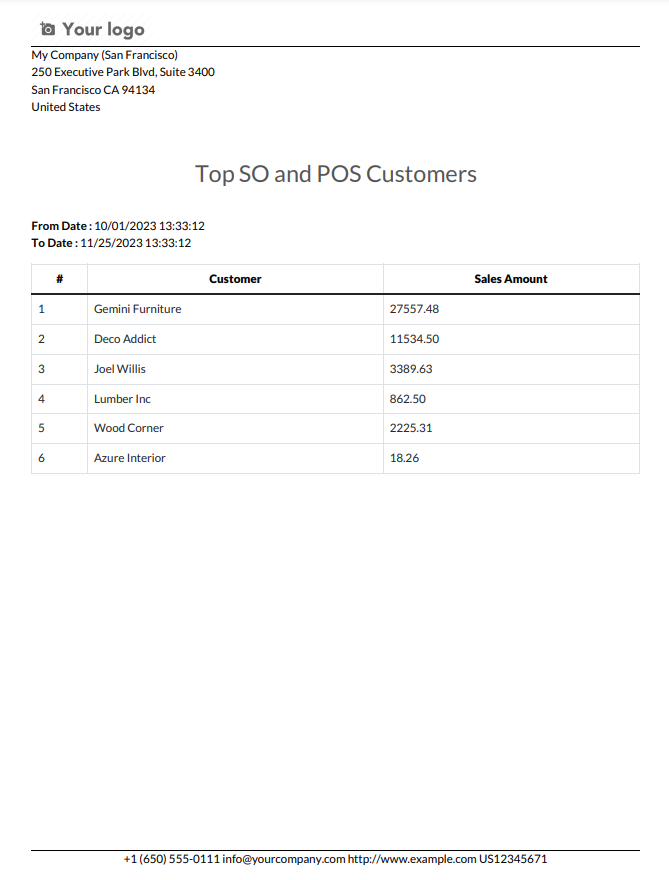 Your logo
My Company (San Francisco)
250 Executive Park Blvd, Suite 3400
San Francisco CA 94134
United States
Top SO and POS Customers
From Date : 10/01/2023 13:33:12
To Date : 11/25/2023 13:33:12
# Customer Sales Amount
1 Gemini Furniture 27557.48
2 Deco Addict 11534.50
3 Joel Willis 3389.63
4 Lumber Inc 862.50
5 Wood Corner 2225.31
6 Azure Interior 18.26
+1 (650) 555-0111 info@yourcompany.com http://www.example.com US12345671